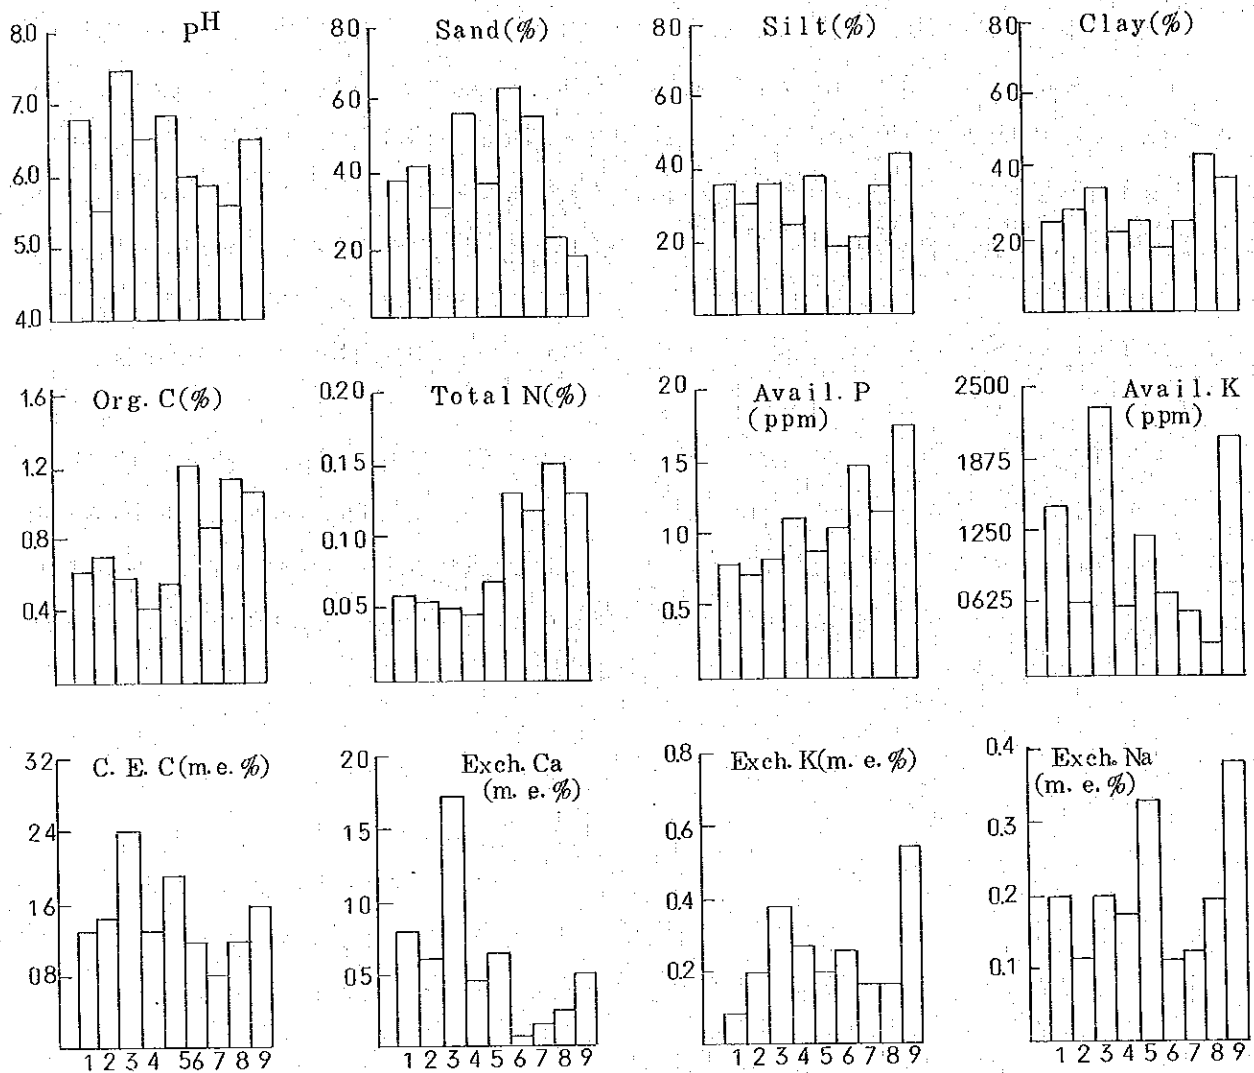 pH
8.0
7.0
6.0
5.0
4.0
Sand(%)
80
60
40
20
Silt(%)
80
60
40
20
Clay(%)
80
60
40
20
Org. C(%)
1.6
1.2
0.8
0.4
Total N(%)
0.20
0.15
0.10
0.05
Avail. P
(ppm)
20
15
10
0.5
Avail. K
(ppm)
2500
1875
1250
0625
C. E. C(m.e.%)
32
24
16
08
1 2 3 4 5 6 7 8 9
Exch. Ca
(m. e.%)
20
15
10
0.5
1 2 3 4 5 6 7 8 9
Exch. K(m. e.%)
0.8
0.6
0.4
0.2
1 2 3 4 5 6 7 8 9
Exch. Na
(m. e.%)
0.4
0.3
0.2
0.1
1 2 3 4 5 6 7 8 9